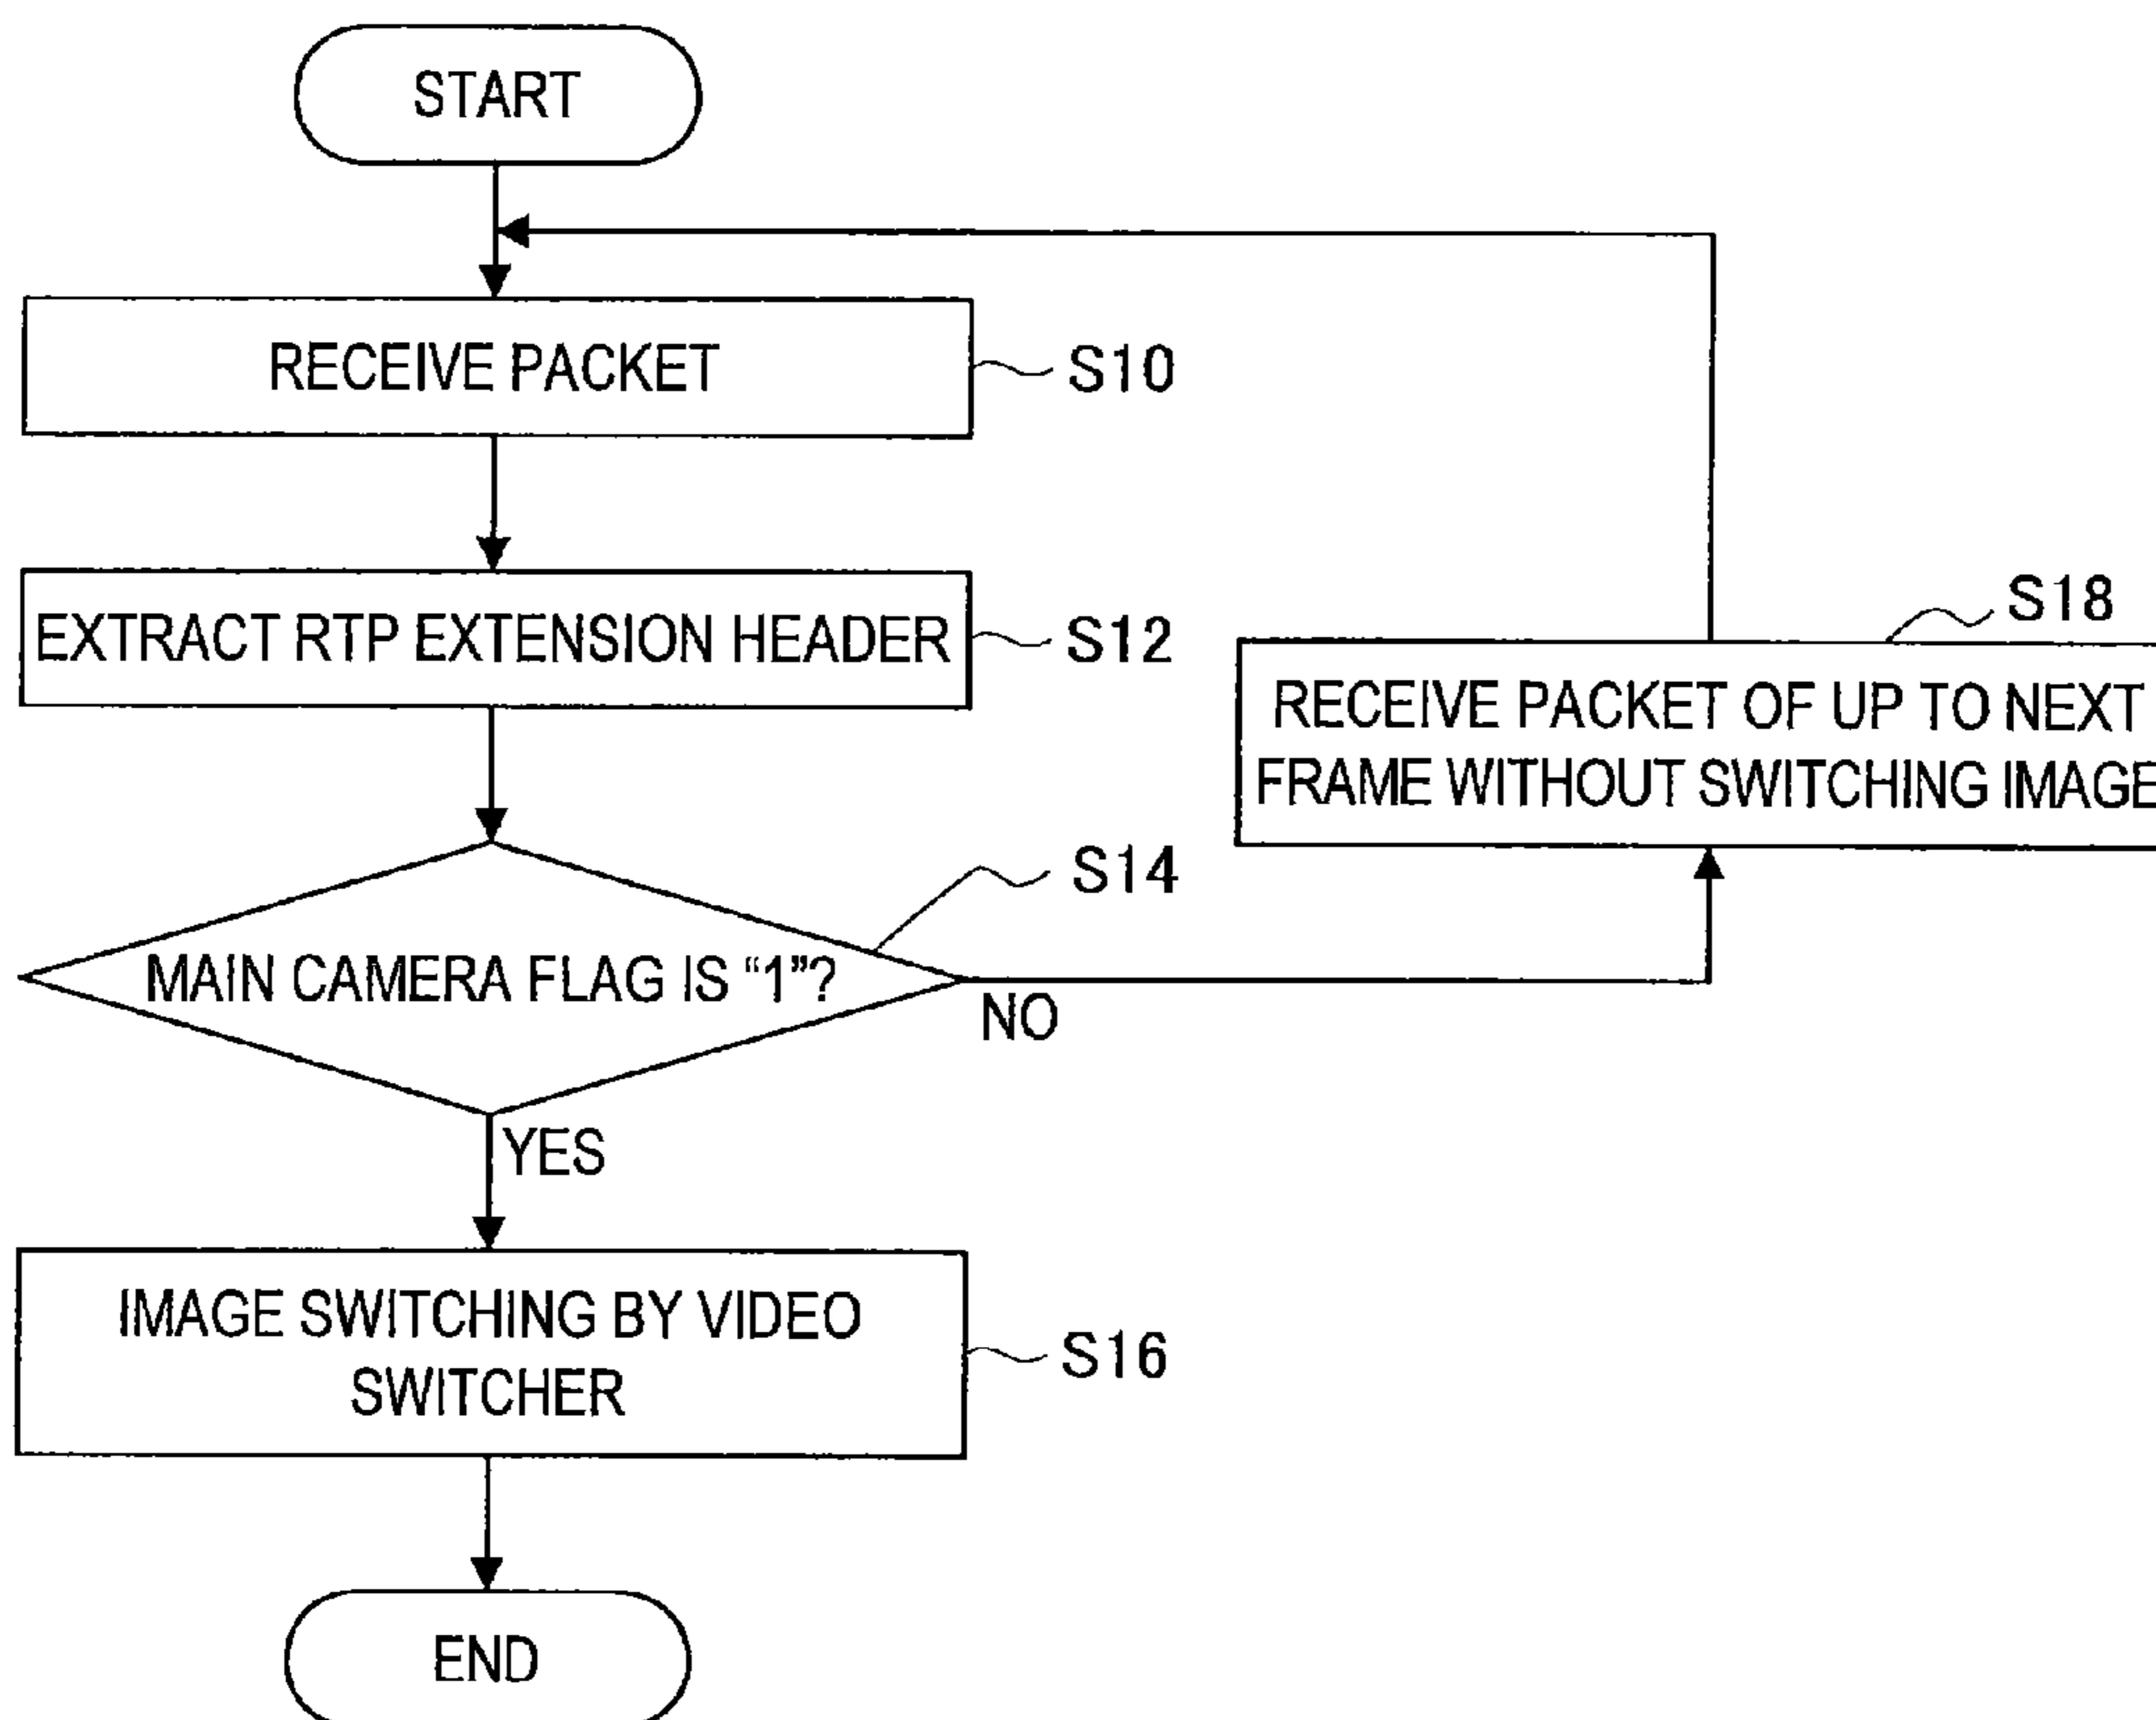 START
RECEIVE PACKET
S10
EXTRACT RTP EXTENSION HEADER
S12
S18
RECEIVE PACKET OF UP TO NEXT
FRAME WITHOUT SWITCHING IMAGE
S14
MAIN CAMERA FLAG IS “1”?
NO
YES
IMAGE SWITCHING BY VIDEO
SWITCHER
S16
END